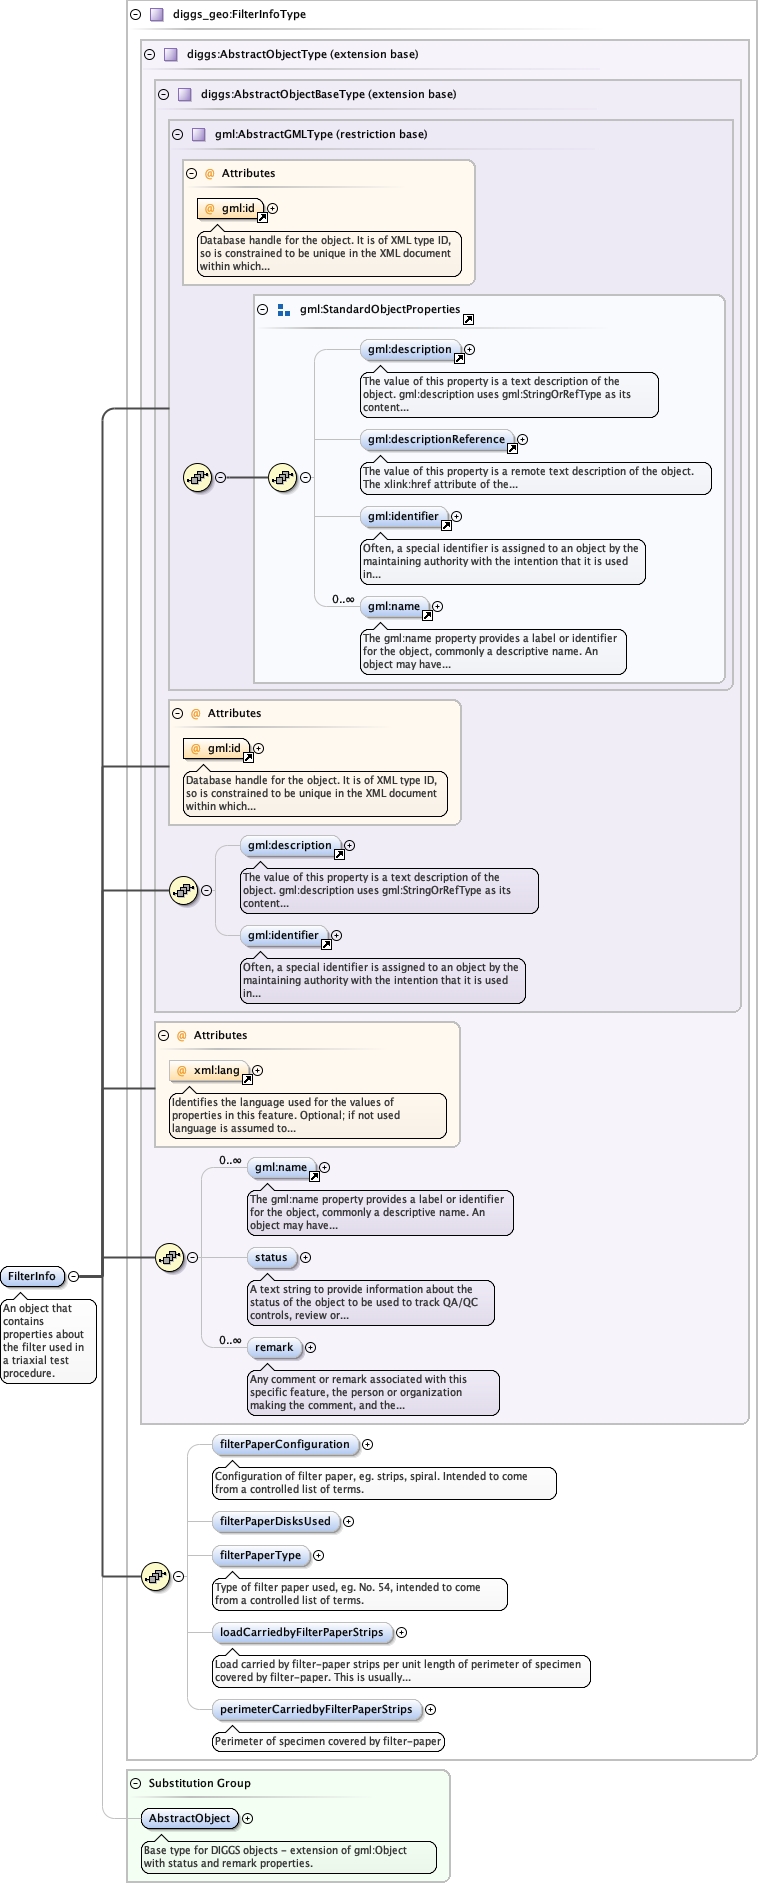 diggs_geo:FilterInfoType
diggs:AbstractObjectType (extension base)
diggs:AbstractObjectBaseType (extension base)
gml:AbstractGMLType (restriction base)
@ Attributes
@ gml:id
Database handle for the object. It is of XML type ID,
so is constrained to be unique in the XML document
within which...
gml:StandardObjectProperties
gml:description
The value of this property is a text description of the
object. gml:description uses gml:StringOrRefType as its
content...
gml:descriptionReference
The value of this property is a remote text description of the object.
The xlink:href attribute of the...
gml:identifier
Often, a special identifier is assigned to an object by the
maintaining authority with the intention that it is used
in...
0..∞
gml:name
The gml:name property provides a label or identifier
for the object, commonly a descriptive name. An
object may have...
@ Attributes
@ gml:id
Database handle for the object. It is of XML type ID,
so is constrained to be unique in the XML document
within which...
gml:description
The value of this property is a text description of the
object. gml:description uses gml:StringOrRefType as its
content...
gml:identifier
Often, a special identifier is assigned to an object by the
maintaining authority with the intention that it is used
in...
@ Attributes
@ xml:lang
Identifies the language used for the values of
properties in this feature. Optional; if not used
language is assumed to...
0..∞
gml:name
The gml:name property provides a label or identifier
for the object, commonly a descriptive name. An
object may have...
status
A text string to provide information about the
status of the object to be used to track QA/QC
controls, review or...
0..∞
remark
Any comment or remark associated with this
specific feature, the person or organization
making the comment, and the...
FilterInfo
An object that
contains
properties about
the filter used in
a triaxial test
procedure.
filterPaperConfiguration
Configuration of filter paper, eg. strips, spiral. Intended to come
from a controlled list of terms.
filterPaperDisksUsed
filterPaperType
Type of filter paper used, eg. No. 54, intended to come
from a controlled list of terms.
loadCarriedbyFilterPaperStrips
Load carried by filter-paper strips per unit length of perimeter of specimen
covered by filter-paper. This is usually...
perimeterCarriedbyFilterPaperStrips
Perimeter of specimen covered by filter-paper
Substitution Group
AbstractObject
Base type for DIGGS objects - extension of gml:Object
with status and remark properties.